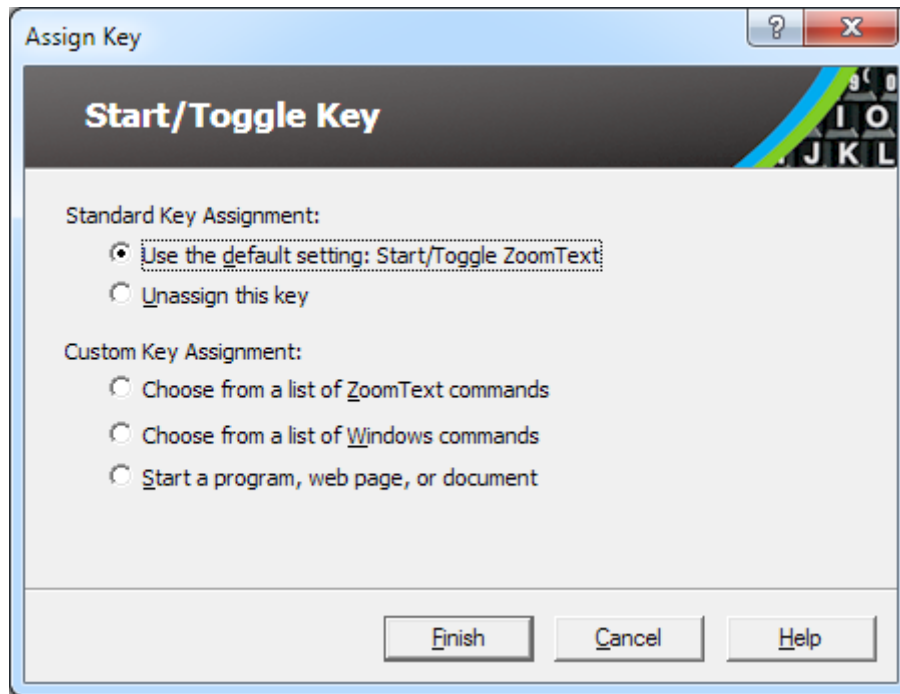 Assign Key
Start/Toggle Key
9 ( 0
I O
J K L
Standard Key Assignment:
Use the default setting: Start/Toggle ZoomText
Unassign this key
Custom Key Assignment:
Choose from a list of ZoomText commands
Choose from a list of Windows commands
Start a program, web page, or document
Finish Cancel Help